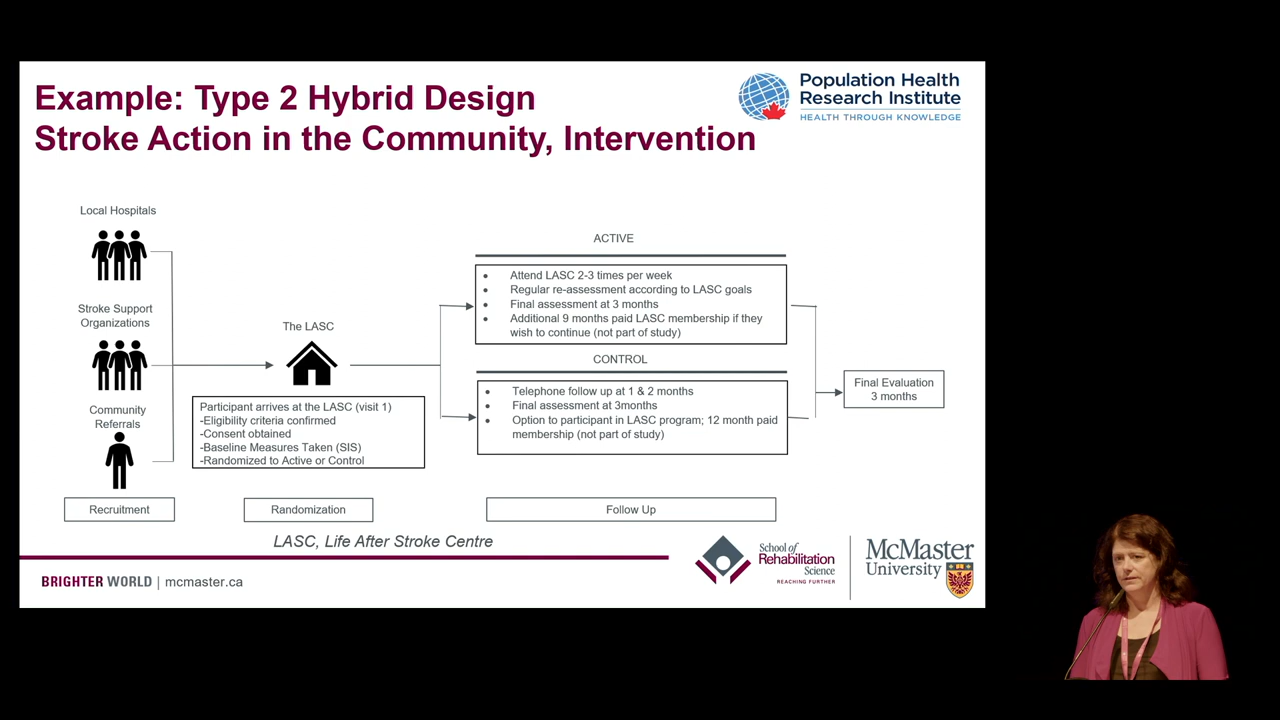 Example: Type 2 Hybrid Design
Stroke Action in the Community, Intervention
Population Health
Research Institute
HEALTH THROUGH KNOWLEDGE
Local Hospitals
Stroke Support
Organizations
Community
Referrals
Recruitment
The LASC
Participant arrives at the LASC (visit 1)
-Eligibility criteria confirmed
-Consent obtained
-Baseline Measures Taken (SIS)
-Randomized to Active or Control
Randomization
ACTIVE
• Attend LASC 2-3 times per week
• Regular re-assessment according to LASC goals
• Final assessment at 3 months
• Additional 9 months paid LASC membership if they
wish to continue (not part of study)
CONTROL
• Telephone follow up at 1 & 2 months
• Final assessment at 3months
• Option to participant in LASC program; 12 month paid
membership (not part of study)
Follow Up
Final Evaluation
3 months
LASC, Life After Stroke Centre
BRIGHTER WORLD | mcmaster.ca
School of
Rehabilitation
Science
REACHING FURTHER
McMaster
University